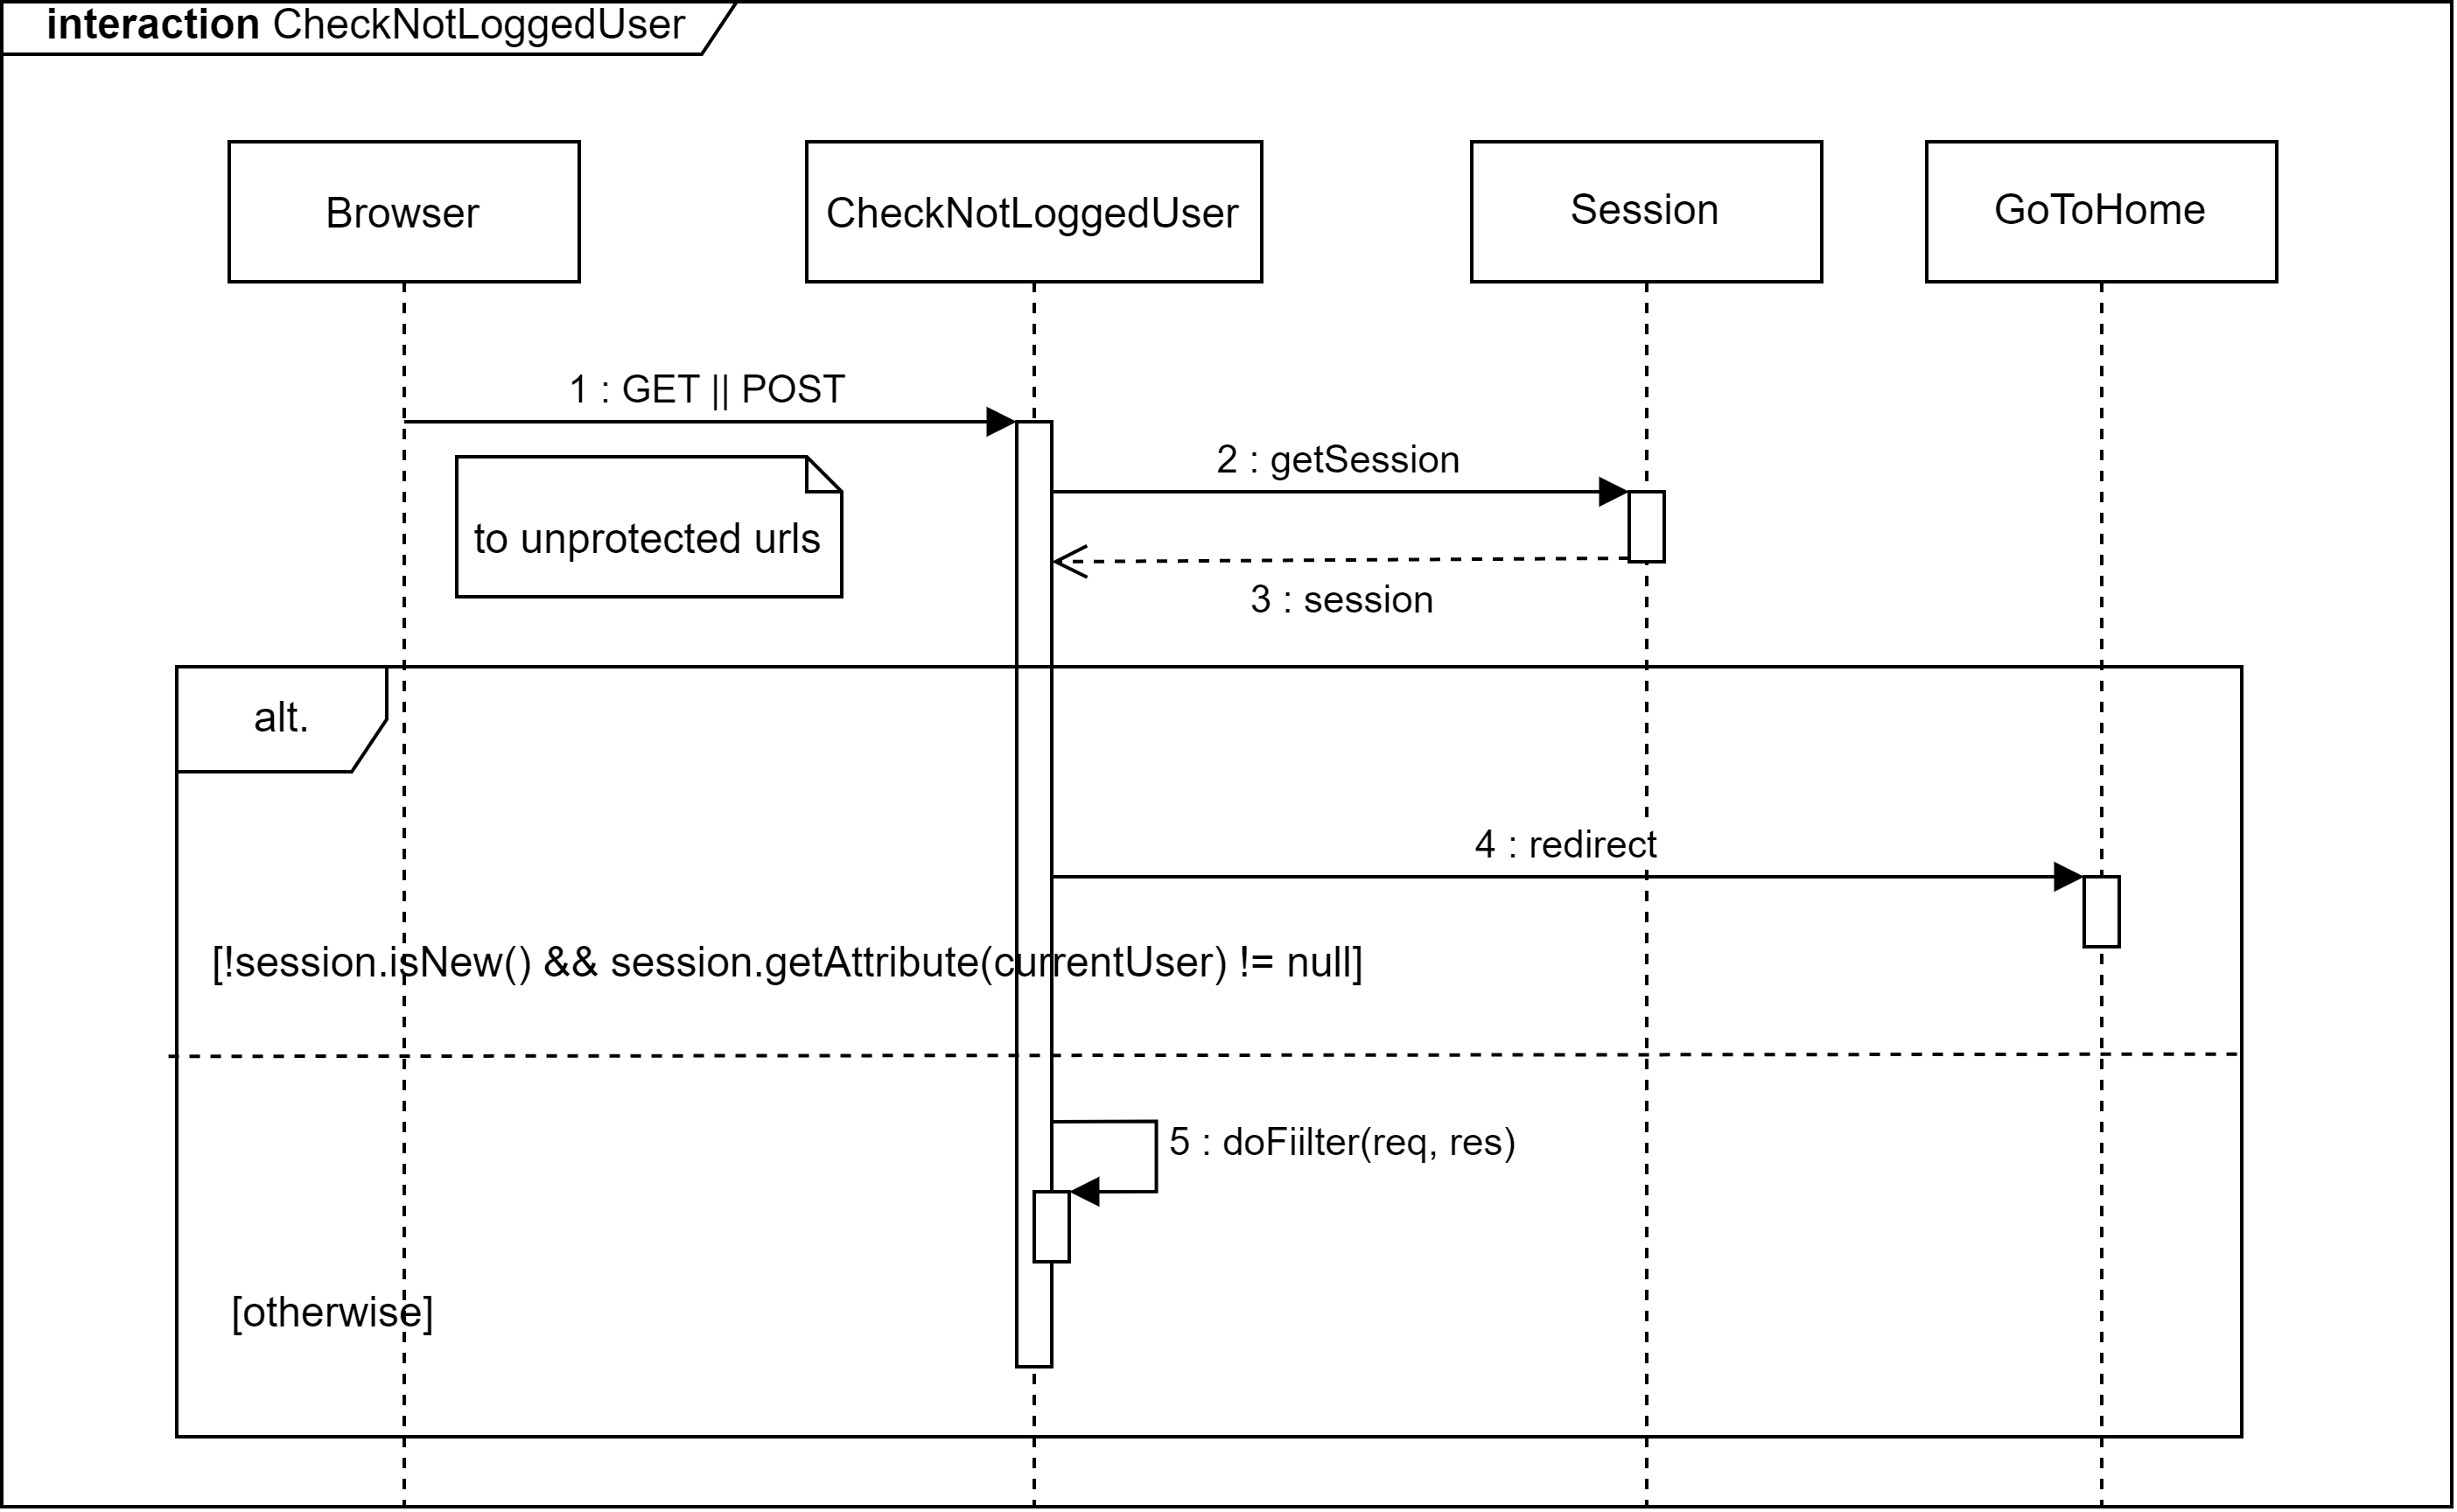 interaction CheckNotLoggedUser
Browser
CheckNotLoggedUser
Session
GoToHome
1 : GET || POST
2 : getSession
to unprotected urls
3 : session
alt.
4 : redirect
[!session.isNew() && session.getAttribute(currentUser) != null]
5 : doFiilter(req, res)
[otherwise]